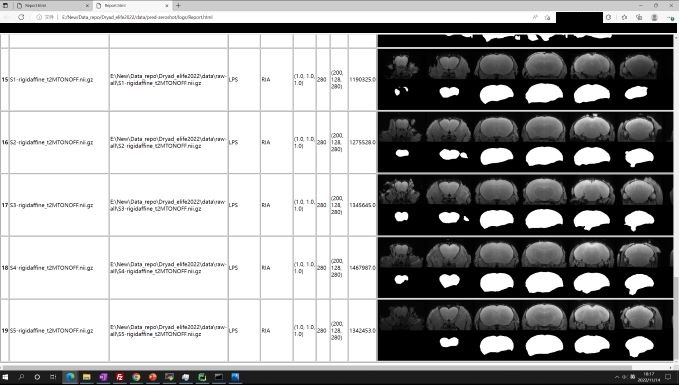 Report.html
Report.html
文件
E:/New/Data_repo/Dryad_elife2022/data/pred-zeroshot/logs/Report.html
15 S1-rigidaffine_t2MTONOFF.nii.gz E:\New\Data_repo\Dryad_elife2022\data\raw- LPS RIA (1.0, 1.0, 280 (200, 1190325.0
all\S1-rigidaffine_t2MTONOFF.nii.gz 1.0) 128,
280)
16 S2-rigidaffine_t2MTONOFF.nii.gz E:\New\Data_repo\Dryad_elife2022\data\raw- LPS RIA (1.0, 1.0, 280 (200, 1275528.0
all\S2-rigidaffine_t2MTONOFF.nii.gz 1.0) 128,
280)
17 S3-rigidaffine_t2MTONOFF.nii.gz E:\New\Data_repo\Dryad_elife2022\data\raw- LPS RIA (1.0, 1.0, 280 (200, 1345645.0
all\S3-rigidaffine_t2MTONOFF.nii.gz 1.0) 128,
280)
18 S4-rigidaffine_t2MTONOFF.nii.gz E:\New\Data_repo\Dryad_elife2022\data\raw- LPS RIA (1.0, 1.0, 280 (200, 1467987.0
all\S4-rigidaffine_t2MTONOFF.nii.gz 1.0) 128,
280)
19 S5-rigidaffine_t2MTONOFF.nii.gz E:\New\Data_repo\Dryad_elife2022\data\raw- LPS RIA (1.0, 1.0, 280 (200, 1342453.0
all\S5-rigidaffine_t2MTONOFF.nii.gz 1.0) 128,
280)
18:17
2022/11/14